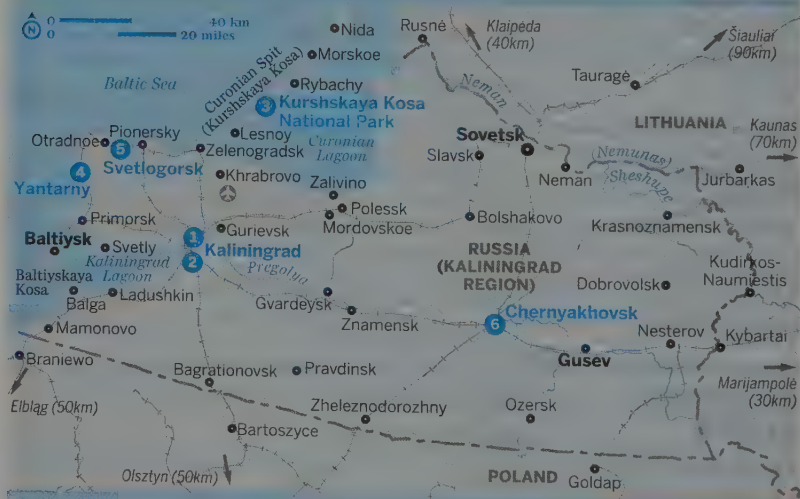 N
0 40 km
0 20 miles
Nida
Rusnė
Klaipėda
(40km)
Šiauliai
(90km)
Morskoe
Baltic Sea
Curonian Spit
(Kurshskaya Kosa)
Rybachy
Neman
Tauragė
3 Kurshskaya Kosa
National Park
LITHUANIA
Kaunas
(70km)
Otradnoe
Pionersky
5
Svetlogorsk
Lesnoy
Zelenogradsk
Curonian
Lagoon
Sovetsk
Slavsk
Neman
(Nemunas)
Sheshupe
Jurbarkas
4
Yantarny
Khrabrovo
Zalivino
Polessk
Mordovskoe
Bolshakovo
Krasnoznamensk
Primorsk
Gurievsk
1
Kaliningrad
2
Baltiysk
Svetly
Kaliningrad
Lagoon
Pregolya
RUSSIA
(KALININGRAD
REGION)
Kudirkos-
Naumiestis
Baltiyskaya
Kosa
Balga
Ladushkin
Gvardeysk
Dobrovolsk
Znamensk
Chernyakhovsk
6
Mamonovo
Nesterov
Kybartai
Gusev
Braniewo
Bagrationovsk
Pravdinsk
Marijampolė
(30km)
Elbląg (50km)
Zheleznodorozhny
Ozersk
Bartoszyce
Olsztyn (50km)
POLAND
Goldap